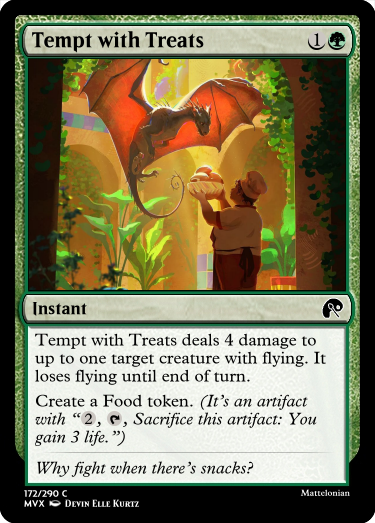 Tempt with Treats 1
Instant
Tempt with Treats deals 4 damage to
up to one target creature with flying. It
loses flying until end of turn.
Create a Food token. (It's an artifact
with “2, , Sacrifice this artifact: You
gain 3 life.”)
Why fight when there's snacks?
172/290 C
MVX Devin Elle Kurtz
Mattelonian